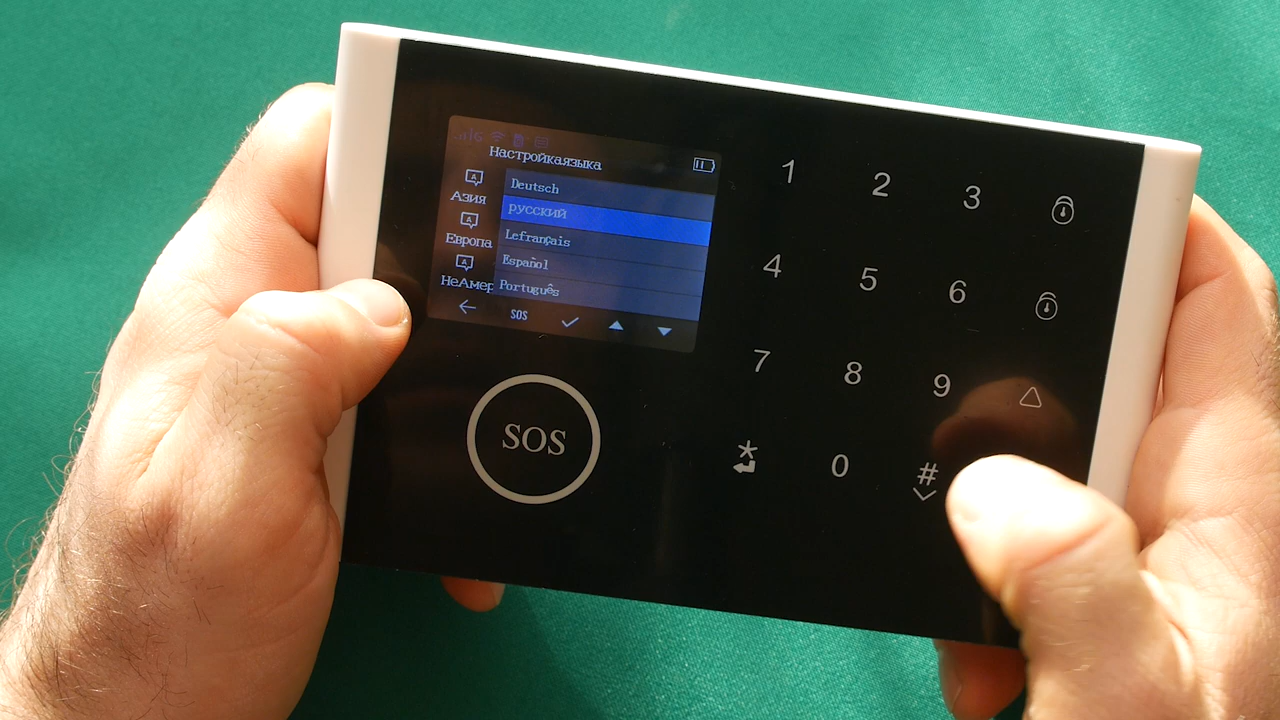 Настройкаязыка
Азия
Европа
НеАмер
Deutsch
русский
Lefrançais
Español
Português
SOS
SOS
1 2 3
4 5 6
7 8 9
* 0 #